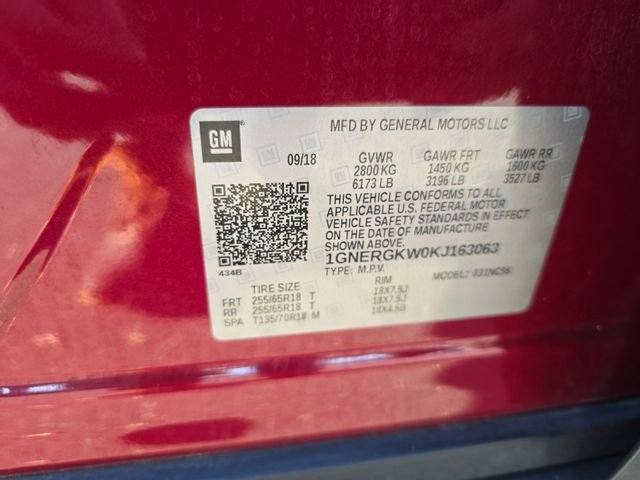 GM
MFD BY GENERAL MOTORS LLC
09/18 GVWR GAWR FRT GAWR RR
2800 KG 1450 KG 1600 KG
6173 LB 3196 LB 3527 LB
THIS VEHICLE CONFORMS TO ALL
APPLICABLE U.S. FEDERAL MOTOR
VEHICLE SAFETY STANDARDS IN EFFECT
ON THE DATE OF MANUFACTURE
SHOWN ABOVE.
1GNERGKW0KJ163063
434B TYPE: M.P.V. MODEL:
TIRE SIZE RIM
FRT 255/65R18 T 18X7.5J
RR 255/65R18 T 18X7.5J
SPA T135/70R18 M 18X4.5B